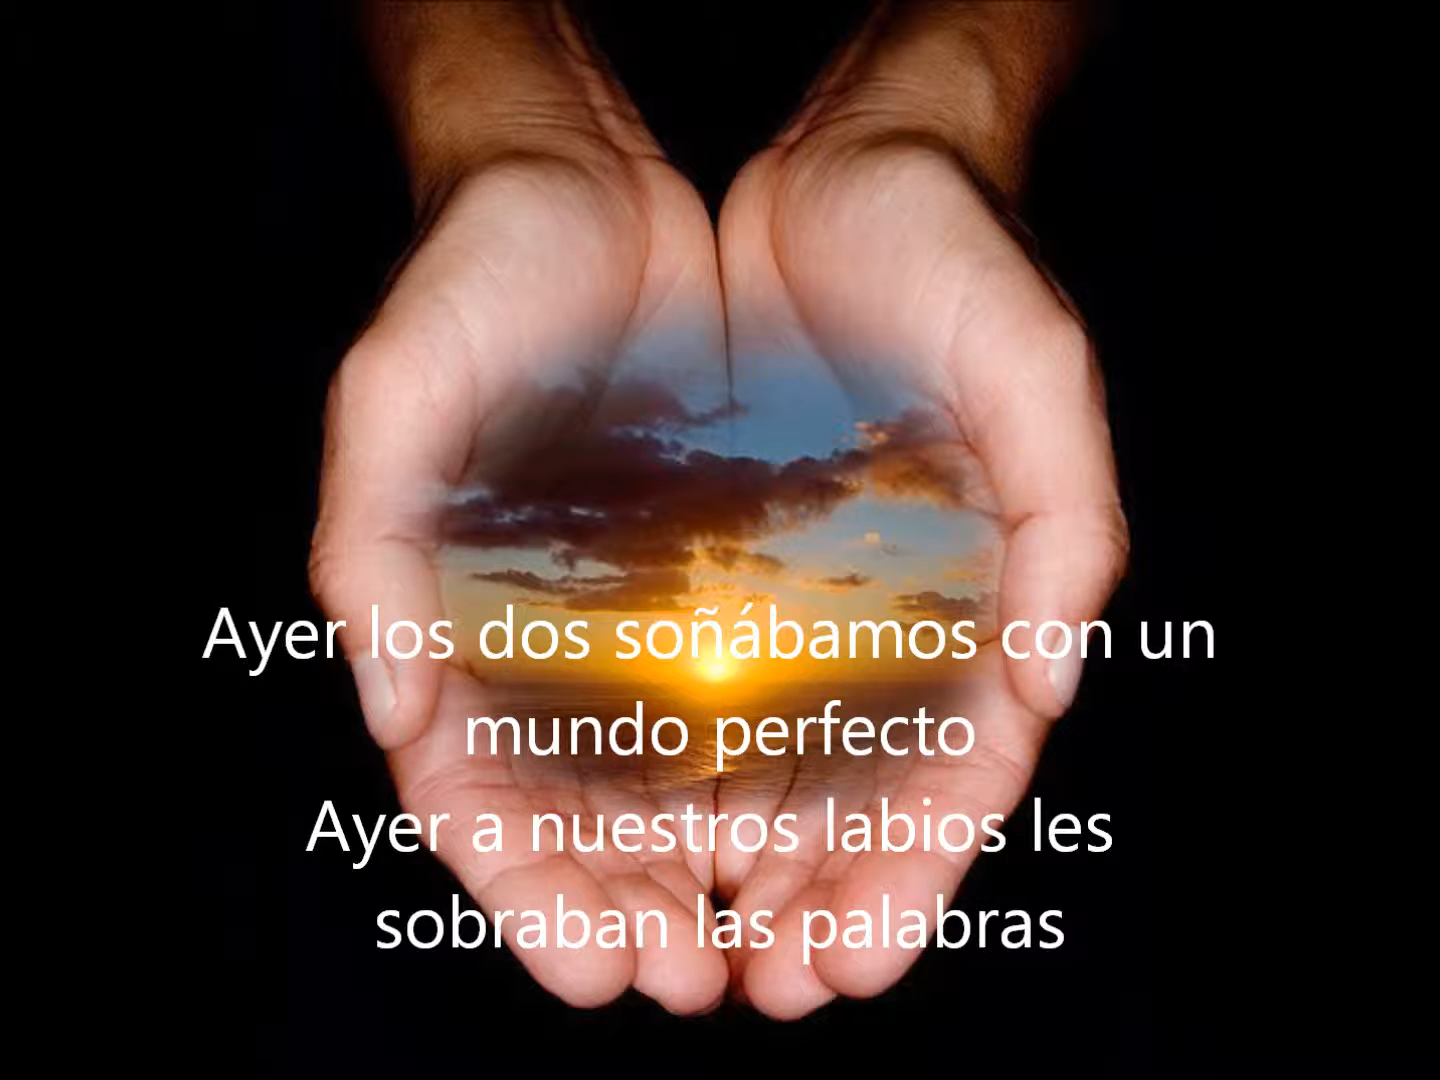 Ayer los dos soñábamos con un
mundo perfecto
Ayer a nuestros labios les
sobraban las palabras